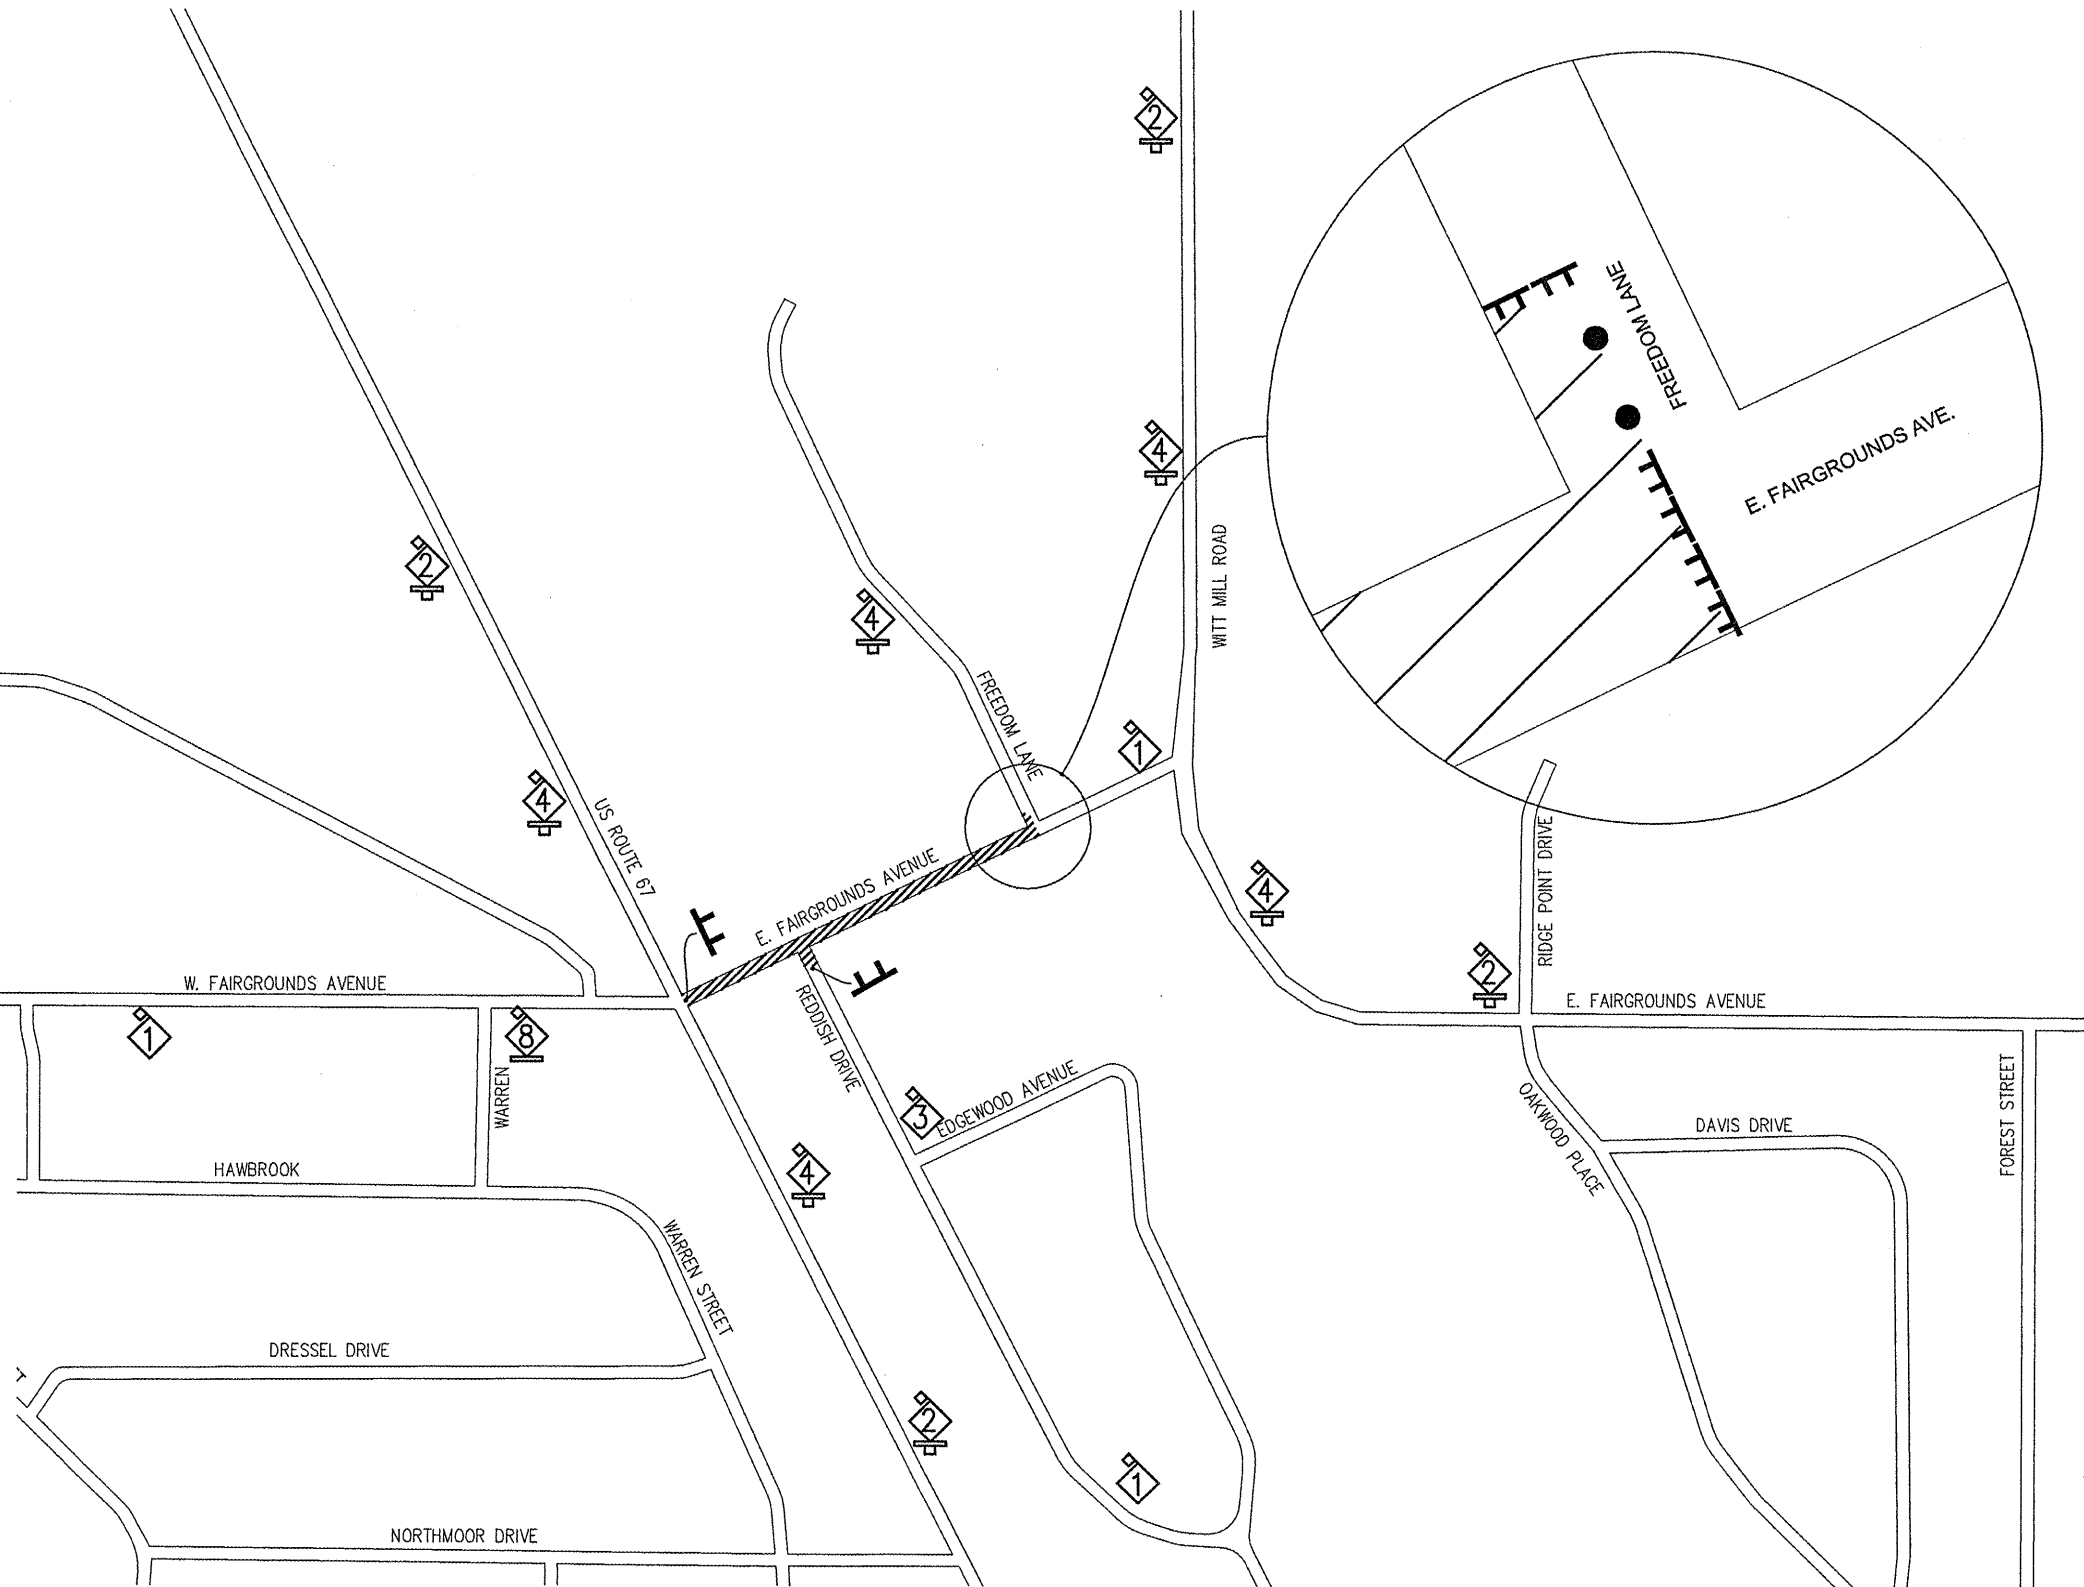 2
FREEDOM LANE
E. FAIRGROUNDS AVE.
4
2
WITT MILL ROAD
4
FREEDOM LANE
1
4
US ROUTE 67
RIDGE POINT DRIVE
E. FAIRGROUNDS AVENUE
4
2
W. FAIRGROUNDS AVENUE
E. FAIRGROUNDS AVENUE
1
8
REDDISH DRIVE
WARREN
3
EDGEWOOD AVENUE
OAKWOOD PLACE
DAVIS DRIVE
FOREST STREET
HAWBROOK
4
WARREN STREET
DRESSEL DRIVE
2
1
NORTHMOOR DRIVE